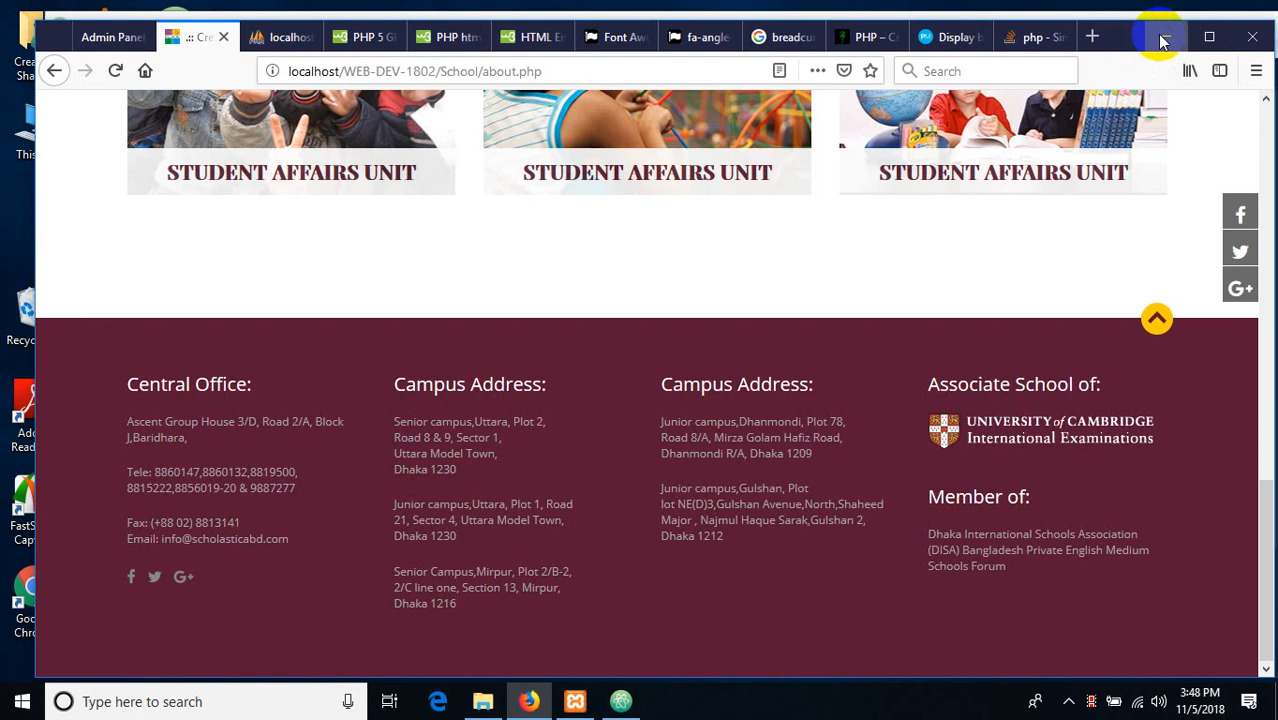 Admin Pane
.:: Cre
localhost
PHP 5 Gl
PHP htm
HTML En
Font Awe
fa-angle-
breadcur
PHP – Cr
Display b
php - Sin
localhost/WEB-DEV-1802/School/about.php
Search
STUDENT AFFAIRS UNIT
STUDENT AFFAIRS UNIT
STUDENT AFFAIRS UNIT
Central Office:
Ascent Group House 3/D, Road 2/A, Block
J,Baridhara,
Tele: 8860147,8860132,8819500,
8815222,8856019-20 & 9887277
Fax: (+88 02) 8813141
Email: info@scholasticabd.com
Campus Address:
Senior campus,Uttara, Plot 2,
Road 8 & 9, Sector 1,
Uttara Model Town,
Dhaka 1230
Junior campus,Uttara, Plot 1, Road
21, Sector 4, Uttara Model Town,
Dhaka 1230
Senior Campus,Mirpur, Plot 2/B-2,
2/C line one, Section 13, Mirpur,
Dhaka 1216
Campus Address:
Junior campus,Dhanmondi, Plot 78,
Road 8/A, Mirza Golam Hafiz Road,
Dhanmondi R/A, Dhaka 1209
Junior campus,Gulshan, Plot
lot NE(D)3,Gulshan Avenue,North,Shaheed
Major , Najmul Haque Sarak,Gulshan 2,
Dhaka 1212
Associate School of:
UNIVERSITY of CAMBRIDGE
International Examinations
Member of:
Dhaka International Schools Association
(DISA) Bangladesh Private English Medium
Schools Forum
Type here to search
3:48 PM
11/5/2018